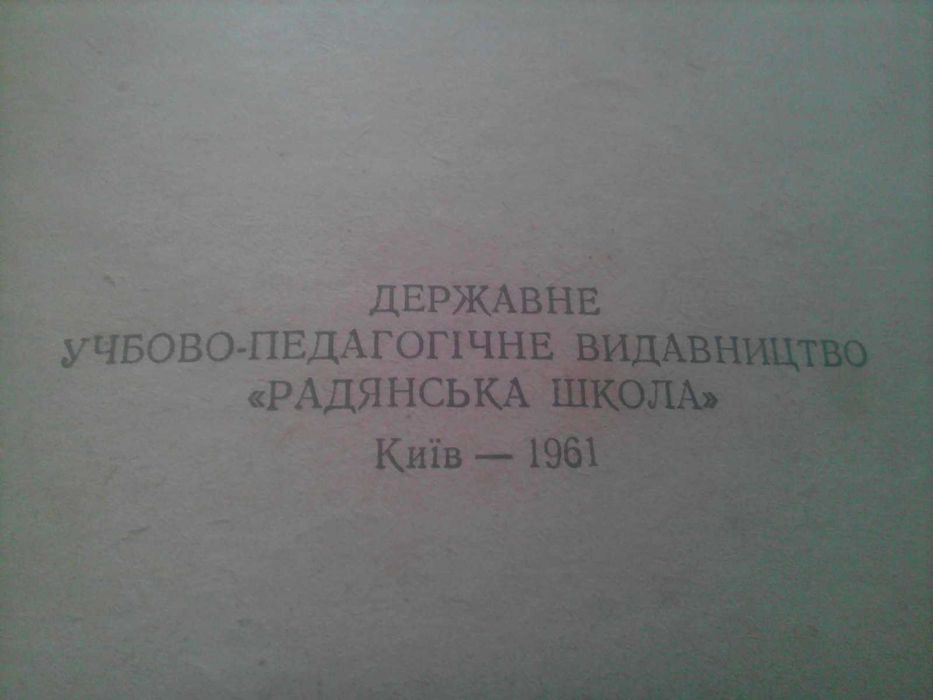 ДЕРЖАВНЕ
УЧБОВО-ПЕДАГОГІЧНЕ ВИДАВНИЦТВО
«РАДЯНСЬКА ШКОЛА»
Київ — 1961